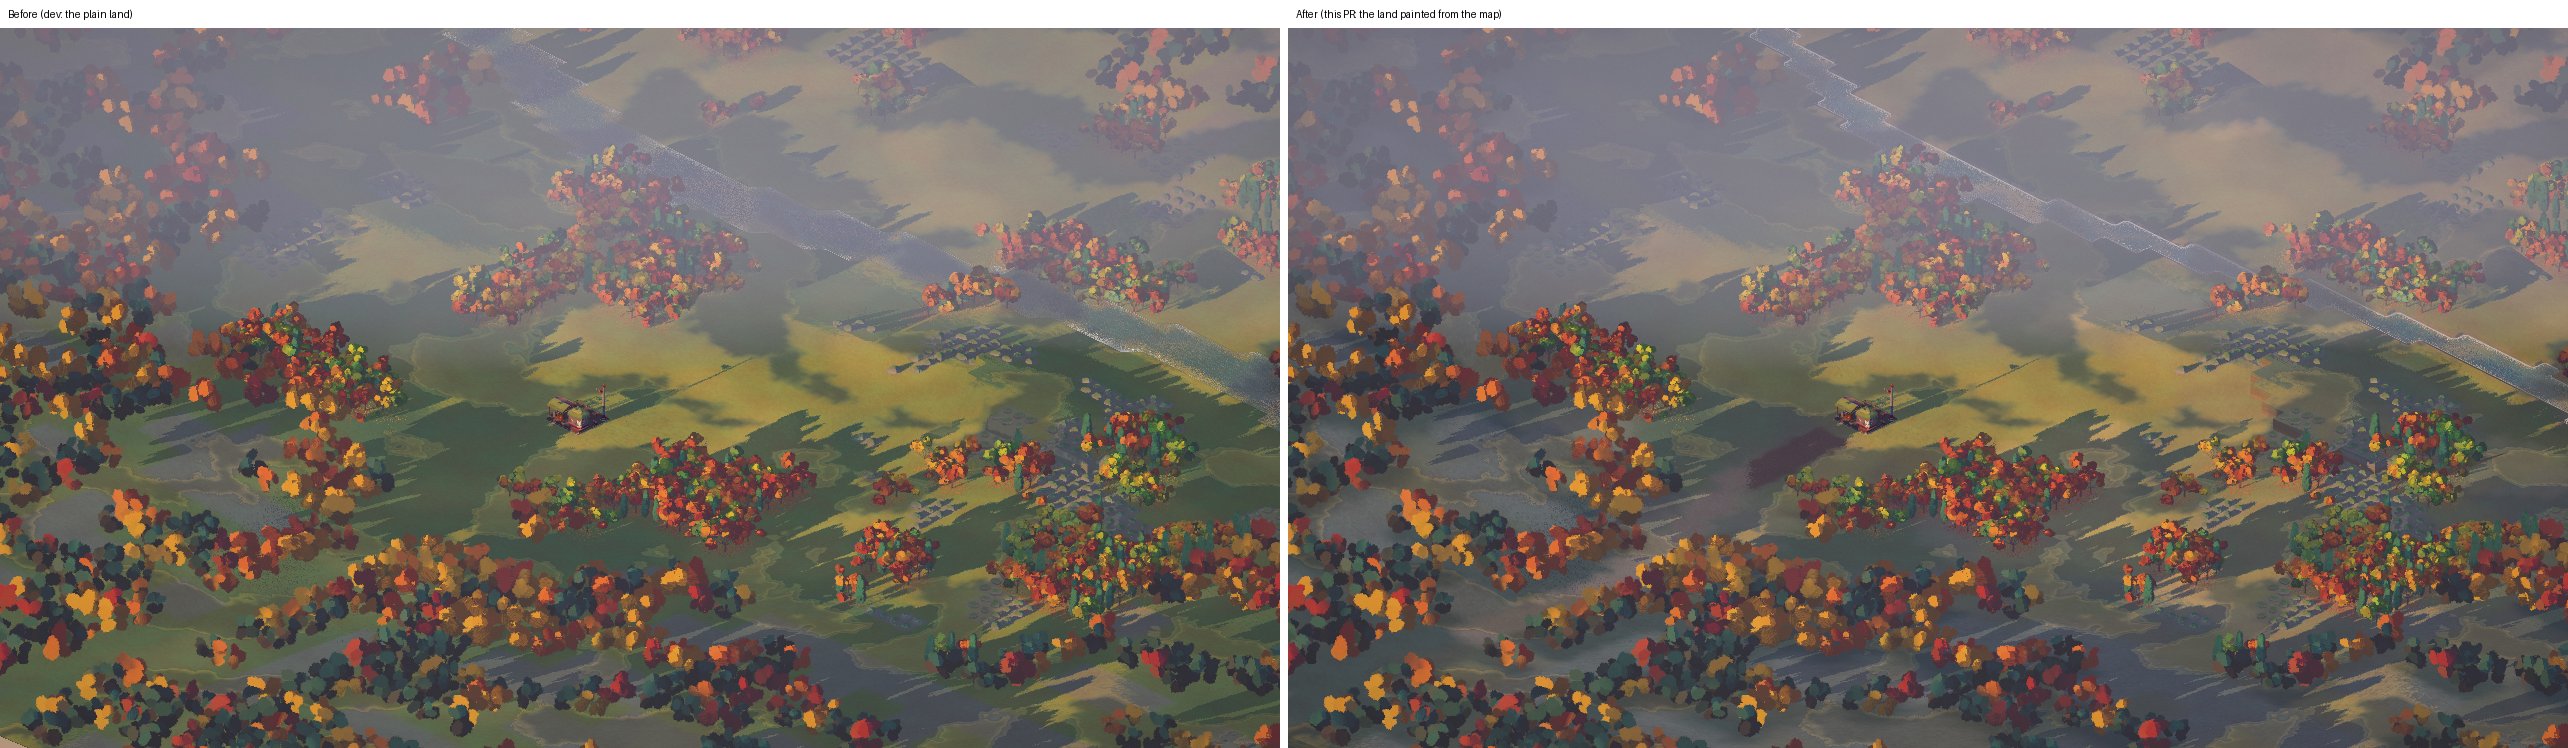 Before (dev: the plain land)
After (this PR: the land painted from the map)